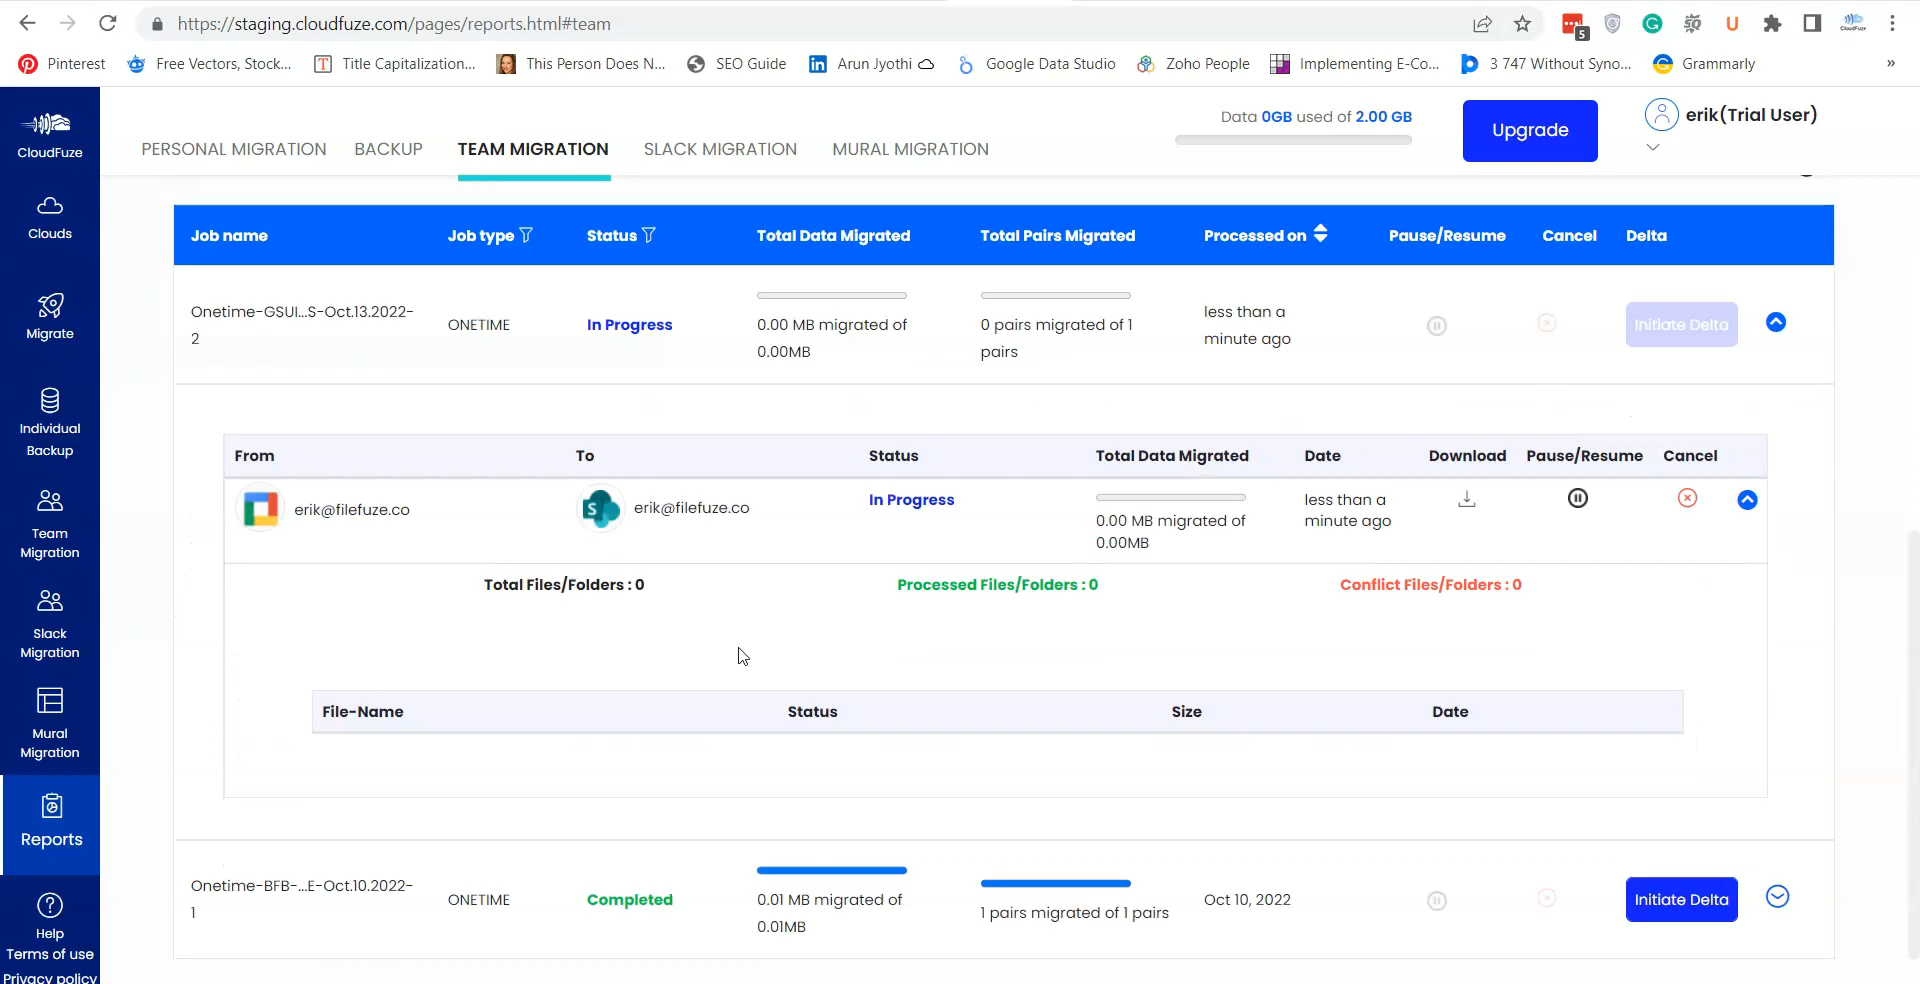 https://staging.cloudfuze.com/pages/reports.html#team
5
CloudFuze
Pinterest
Free Vectors, Stock...
T
Title Capitalization...
This Person Does N...
SEO Guide
in
Arun Jyothi
Google Data Studio
Zoho People
Implementing E-Co...
3 747 Without Syno...
Grammarly
»
CloudFuze
Clouds
Migrate
Individual
Backup
Team
Migration
Slack
Migration
Mural
Migration
Reports
Help
Terms of use
Privacy policy
PERSONAL MIGRATION
BACKUP
TEAM MIGRATION
SLACK MIGRATION
MURAL MIGRATION
Data 0GB used of 2.00 GB
Upgrade
erik(Trial User)
Job name
Job type
Status
Total Data Migrated
Total Pairs Migrated
Processed on
Pause/Resume
Cancel
Delta
Onetime-GSUI...S-Oct.13.2022-
2
ONETIME
In Progress
0.00 MB migrated of
0.00MB
0 pairs migrated of 1
pairs
less than a
minute ago
Initiate Delta
From
To
Status
Total Data Migrated
Date
Download
Pause/Resume
Cancel
erik@filefuze.co
S
erik@filefuze.co
In Progress
0.00 MB migrated of
0.00MB
less than a
minute ago
Total Files/Folders : 0
Processed Files/Folders : 0
Conflict Files/Folders : 0
File-Name
Status
Size
Date
Onetime-BFB-...E-Oct.10.2022-
1
ONETIME
Completed
0.01 MB migrated of
0.01MB
1 pairs migrated of 1 pairs
Oct 10, 2022
Initiate Delta